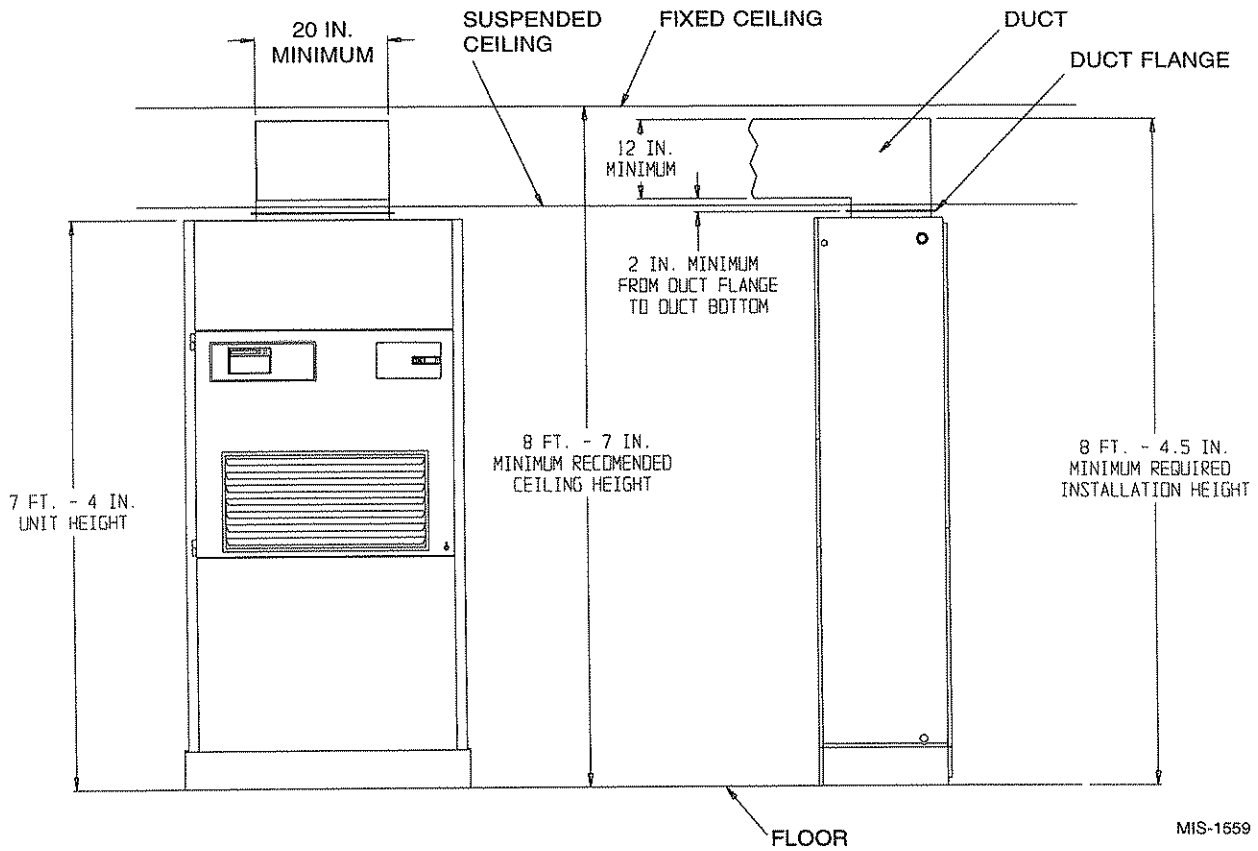 20 IN.
MINIMUM
SUSPENDED
CEILING
FIXED CEILING
DUCT
DUCT FLANGE
12 IN.
MINIMUM
2 IN. MINIMUM
FROM DUCT FLANGE
TO DUCT BOTTOM
7 FT. - 4 IN.
UNIT HEIGHT
8 FT. - 7 IN.
MINIMUM RECOMENDED
CEILING HEIGHT
8 FT. - 4.5 IN.
MINIMUM REQUIRED
INSTALLATION HEIGHT
FLOOR
MIS-1559